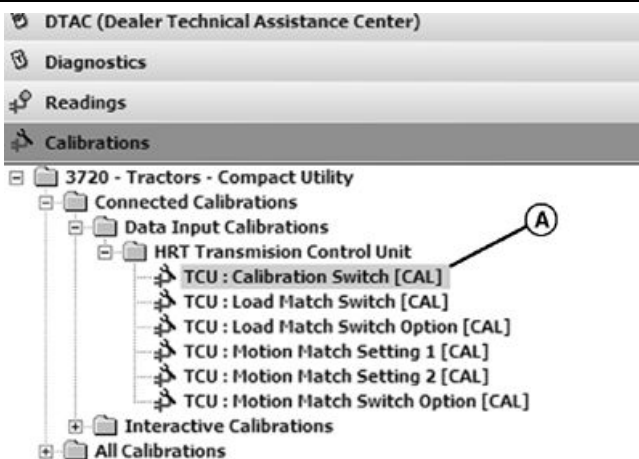 DTAC (Dealer Technical Assistance Center)
Diagnostics
Readings
Calibrations
3720 - Tractors - Compact Utility
Connected Calibrations
Data Input Calibrations
HRT Transmision Control Unit
TCU : Calibration Switch [CAL]
A
TCU : Load Match Switch [CAL]
TCU : Load Match Switch Option [CAL]
TCU : Motion Match Setting 1 [CAL]
TCU : Motion Match Setting 2 [CAL]
TCU : Motion Match Switch Option [CAL]
Interactive Calibrations
All Calibrations